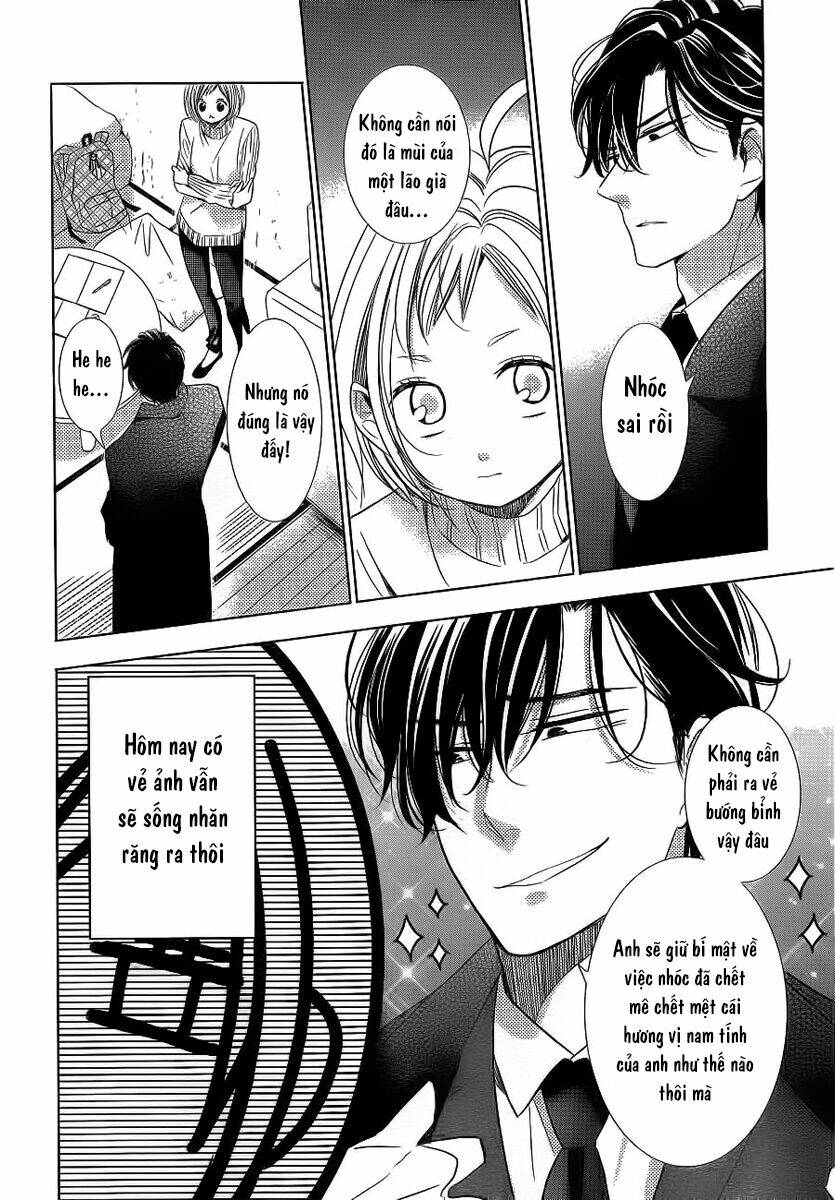 Nhóc
sai rồi
Không cần nói
đó là mùi của
một lão già
đâu...
Nhưng nó
đúng là vậy
đấy!
He he
he...
Không cần
phải ra vẻ
bướng bỉnh
vậy đâu
Anh sẽ giữ bí mật về
việc nhóc đã chết
mê chết mệt cái
hương vị nam tính
của anh như thế nào
thôi mà
Hôm nay có
vẻ ảnh vẫn
sẽ sống nhăn
răng ra thôi